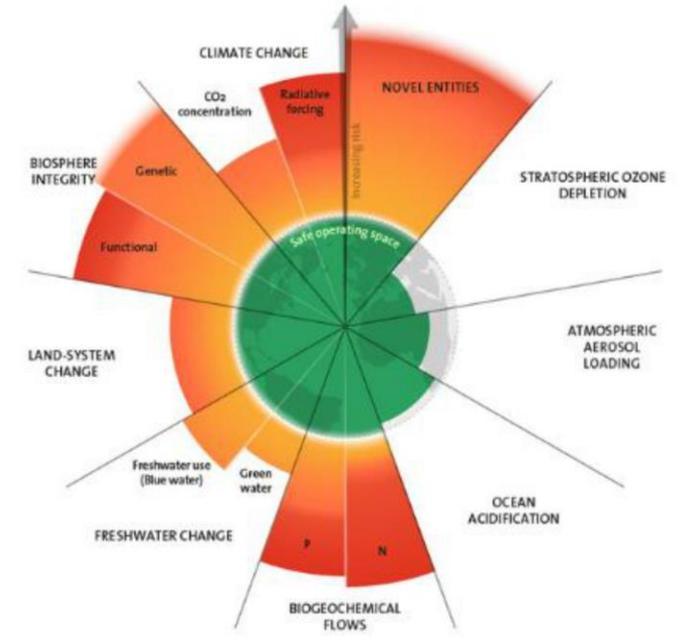 CLIMATE CHANGE
CO₂
concentration
Radiative
forcing
NOVEL ENTITIES
Increasing risk
BIOSPHERE
INTEGRITY
Genetic
Functional
STRATOSPHERIC OZONE
DEPLETION
Safe operating space
ATMOSPHERIC
AEROSOL
LOADING
LAND-SYSTEM
CHANGE
Freshwater use
(Blue water)
Green
water
FRESHWATER CHANGE
OCEAN
ACIDIFICATION
P
N
BIOGEOCHEMICAL
FLOWS